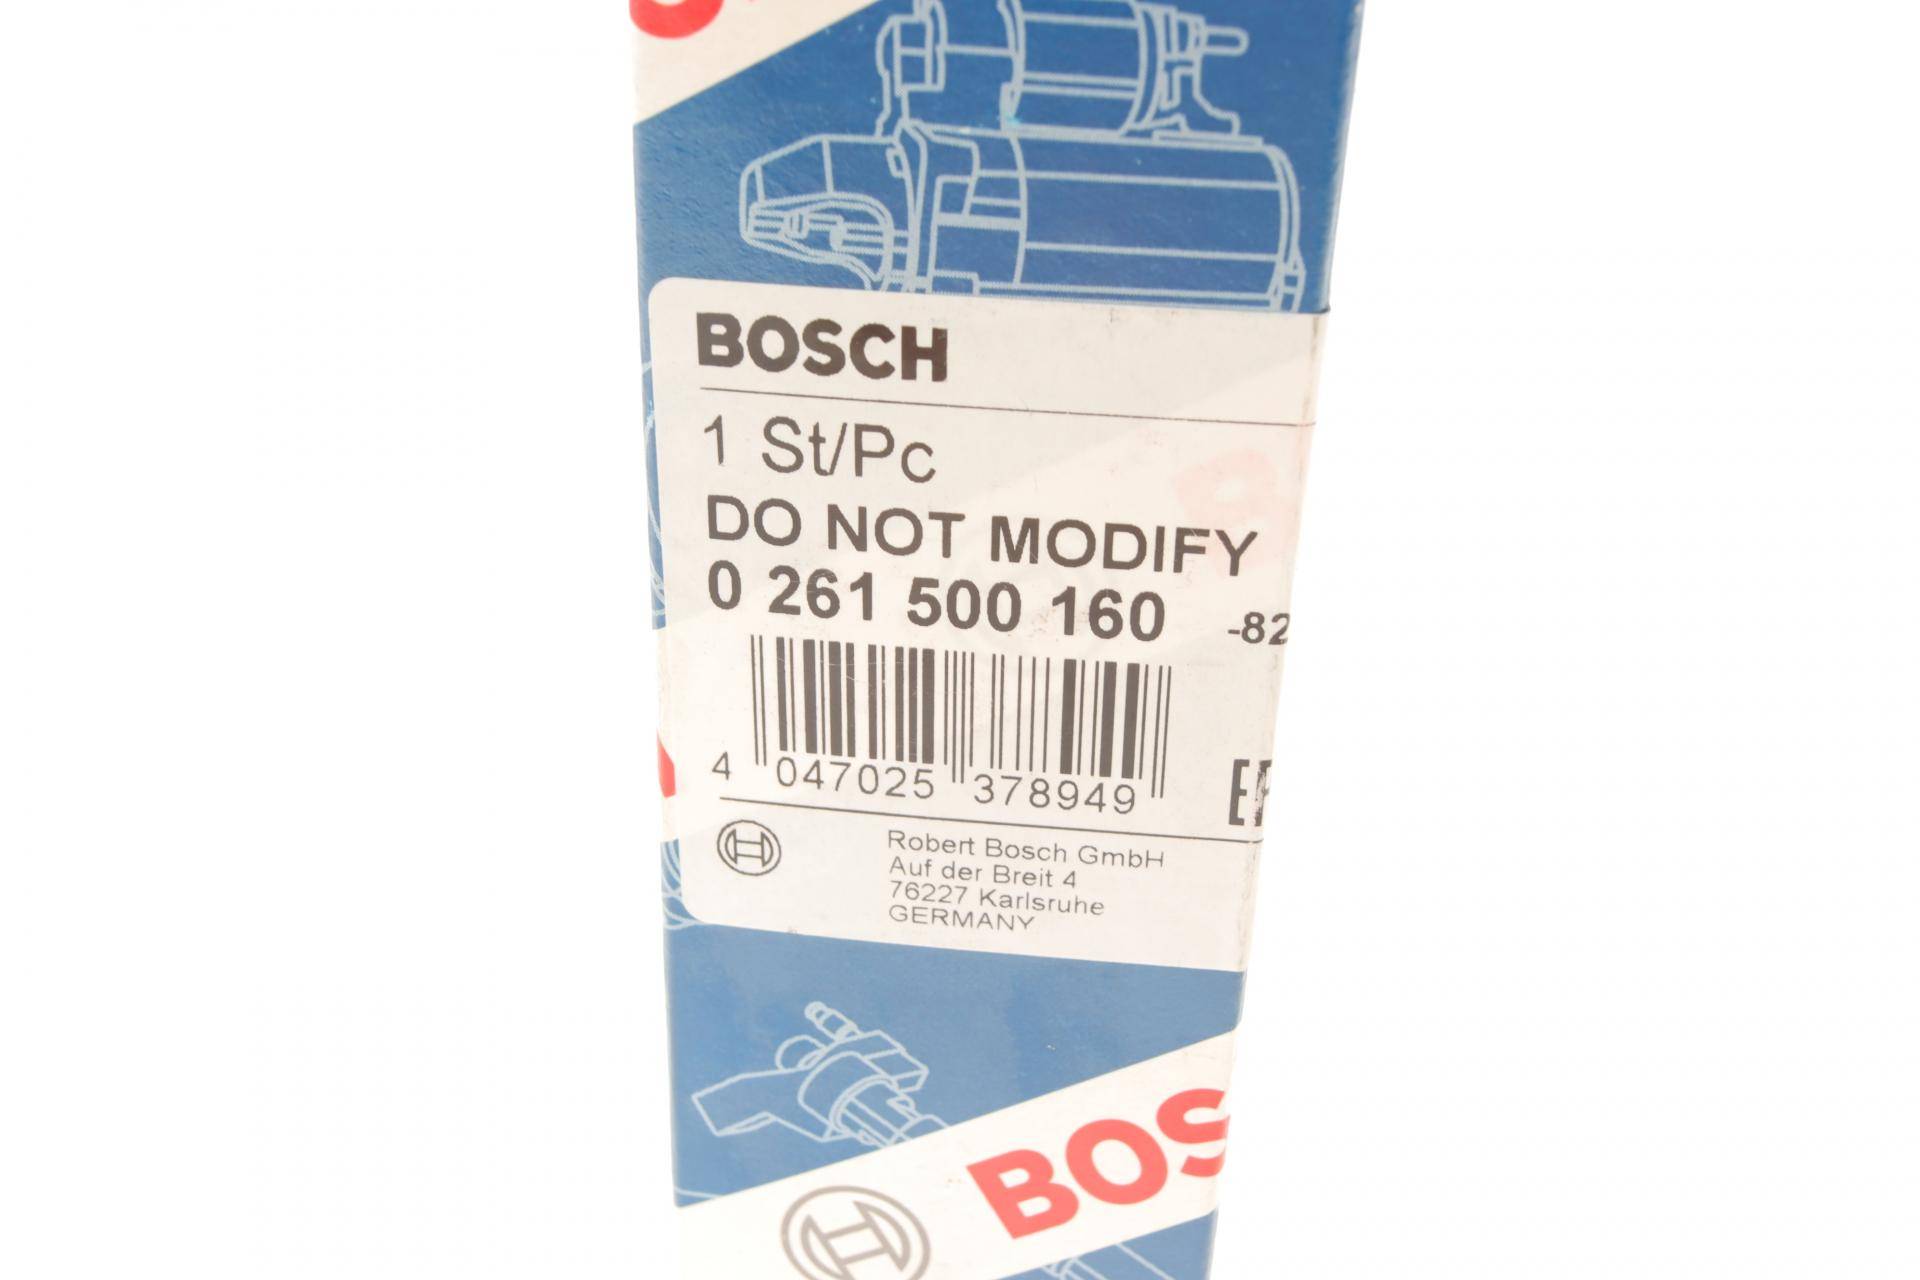 BOSCH
1 St/Pc
DO NOT MODIFY
0 261 500 160 -82
4 047025 378949
Robert Bosch GmbH
Auf der Breit 4
76227 Karlsruhe
GERMANY
BOS